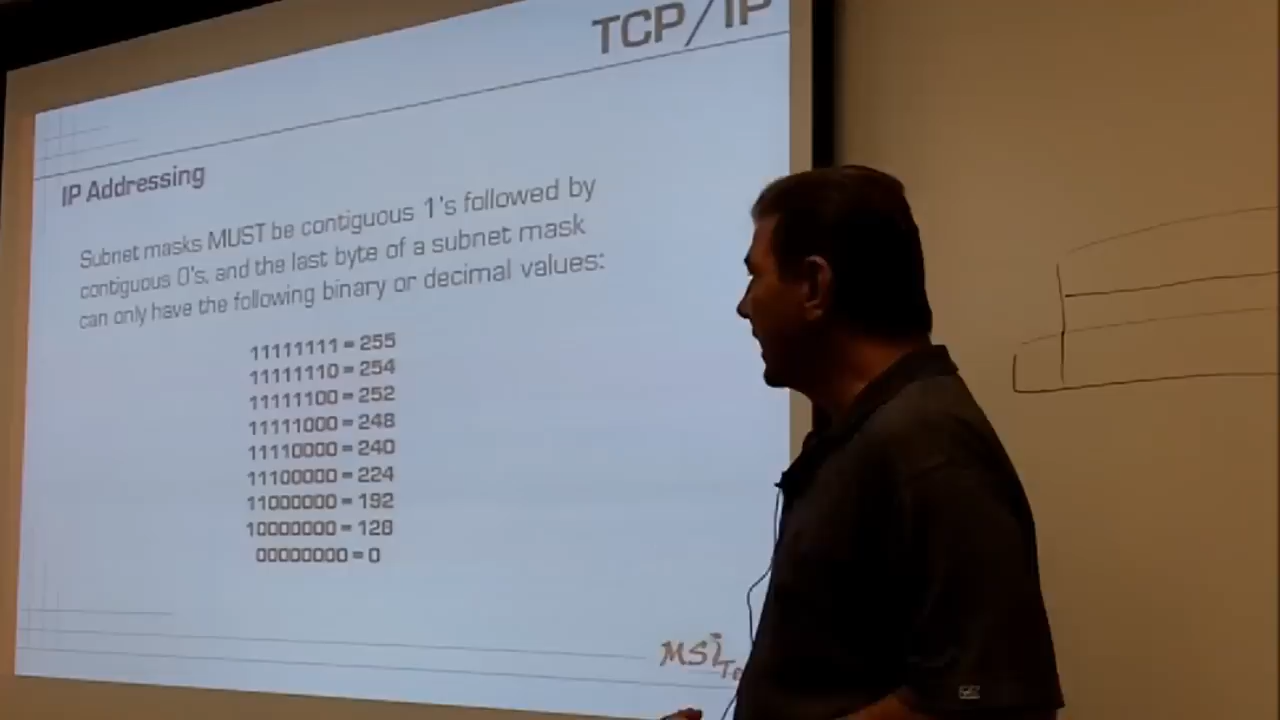 TCP/IP
IP Addressing
Subnet masks MUST be contiguous 1's followed by
contiguous 0's, and the last byte of a subnet mask
can only have the following binary or decimal values:
11111111 = 255
11111110 = 254
11111100 = 252
11111000 = 248
11110000 = 240
11100000 = 224
11000000 = 192
10000000 = 128
00000000 = 0
MSi